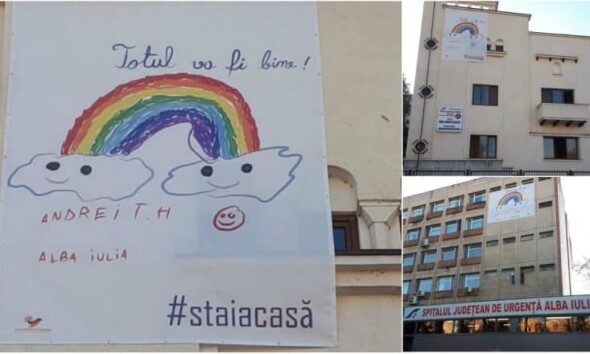 Totul va fi bine!
ANDREI T.H
ALBA IULIA
#staiacasă
SPITALUL JUDEȚEAN DE URGENȚĂ ALBA IULI